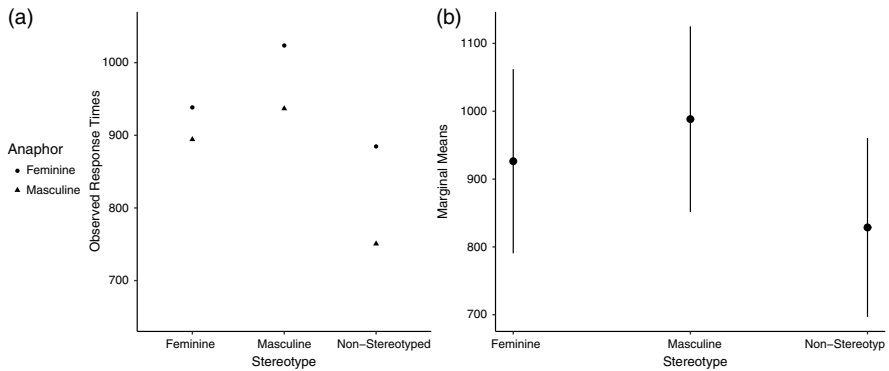 (a)
Observed Response Times
1000
900
800
700
Feminine
Masculine
Non−Stereotyped
Stereotype
Anaphor
Feminine
Masculine
(b)
Marginal Means
1100
1000
900
800
700
Feminine
Masculine
Non−Stereotyp
Stereotype